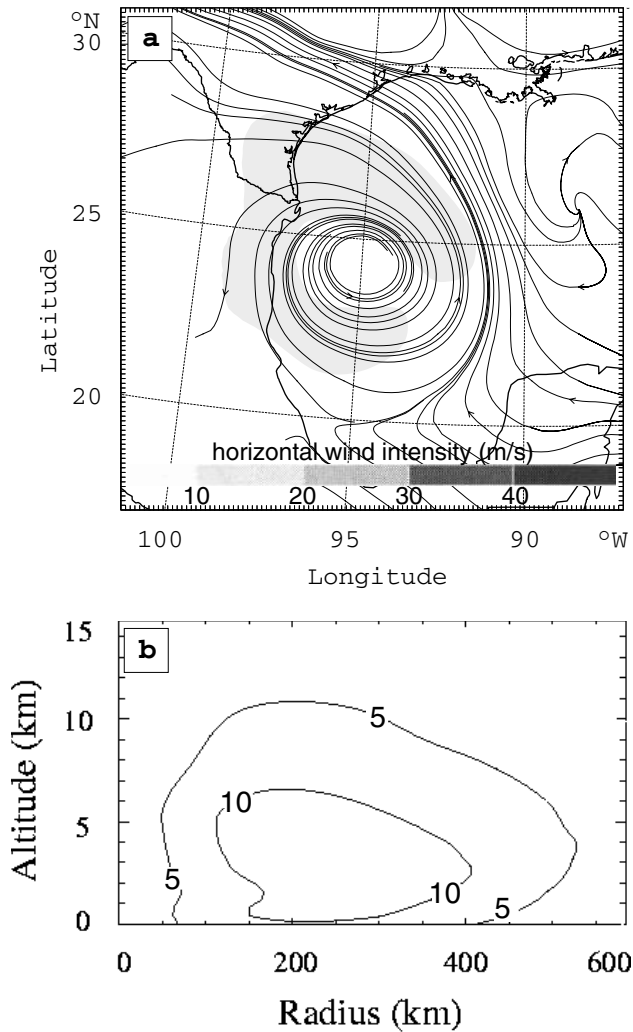 °N
a
30
25
Latitude
20
horizontal wind intensity (m/s)
10 20 30 40
100 95 90 °W
Longitude
b
15
10
5
0
Altitude (km)
5
10
5
10
5
0 200 400 600
Radius (km)